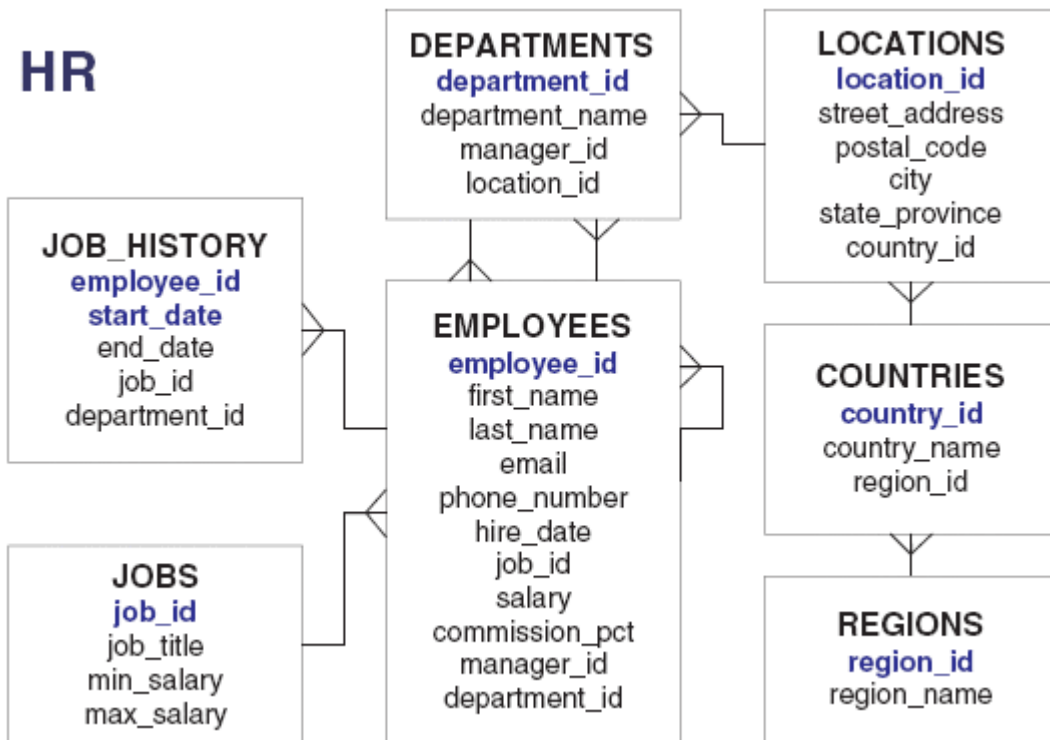 HR
DEPARTMENTS
department_id
department_name
manager_id
location_id
LOCATIONS
location_id
street_address
postal_code
city
state_province
country_id
JOB_HISTORY
employee_id
start_date
end_date
job_id
department_id
EMPLOYEES
employee_id
first_name
last_name
email
phone_number
hire_date
job_id
salary
commission_pct
manager_id
department_id
COUNTRIES
country_id
country_name
region_id
JOBS
job_id
job_title
min_salary
max_salary
REGIONS
region_id
region_name